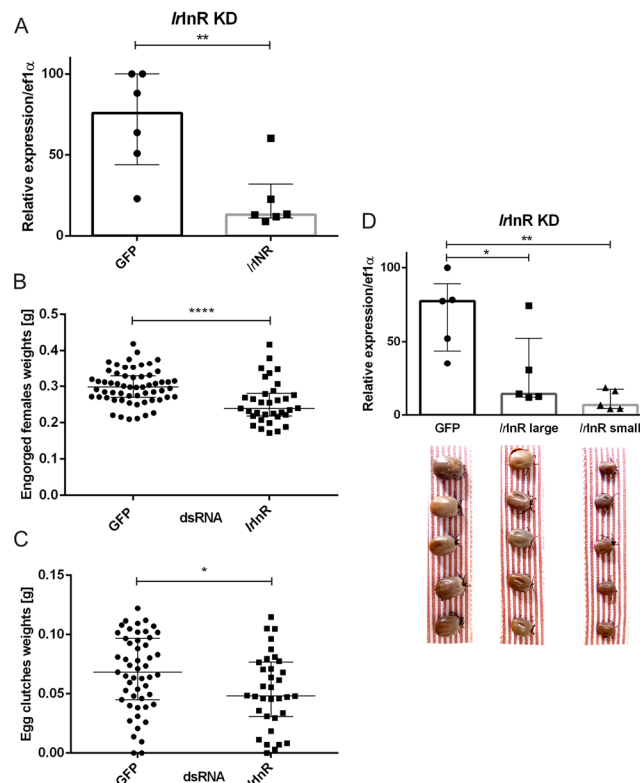 A
IrInR KD
**
Relative expression/ef1α
100
50
0
GFP
IrINR
B
****
Engorged females weights [g]
0.5
0.4
0.3
0.2
0.1
0.0
GFP
dsRNA
IrInR
C
*
Egg clutches weights [g]
0.15
0.10
0.05
0.00
GFP
dsRNA
IrInR
D
IrInR KD
**
*
Relative expression/ef1α
100
50
0
GFP
IrInR large
IrInR small